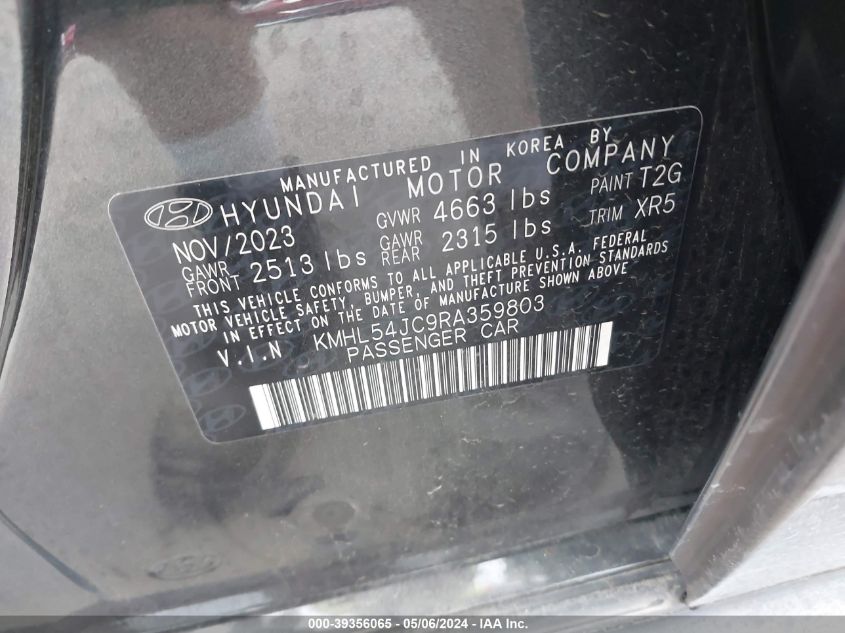 MANUFACTURED IN KOREA BY
HYUNDAI MOTOR COMPANY
NOV/2023 GVWR 4663 lbs PAINT T2G
GAWR FRONT 2513 lbs GAWR REAR 2315 lbs TRIM XR5
THIS VEHICLE CONFORMS TO ALL APPLICABLE U.S.A. FEDERAL
MOTOR VEHICLE SAFETY, BUMPER, AND THEFT PREVENTION STANDARDS
IN EFFECT ON THE DATE OF MANUFACTURE SHOWN ABOVE
V.I.N KMHL54JC9RA359803
PASSENGER CAR
000-39356065 - 05/06/2024 - IAA Inc.